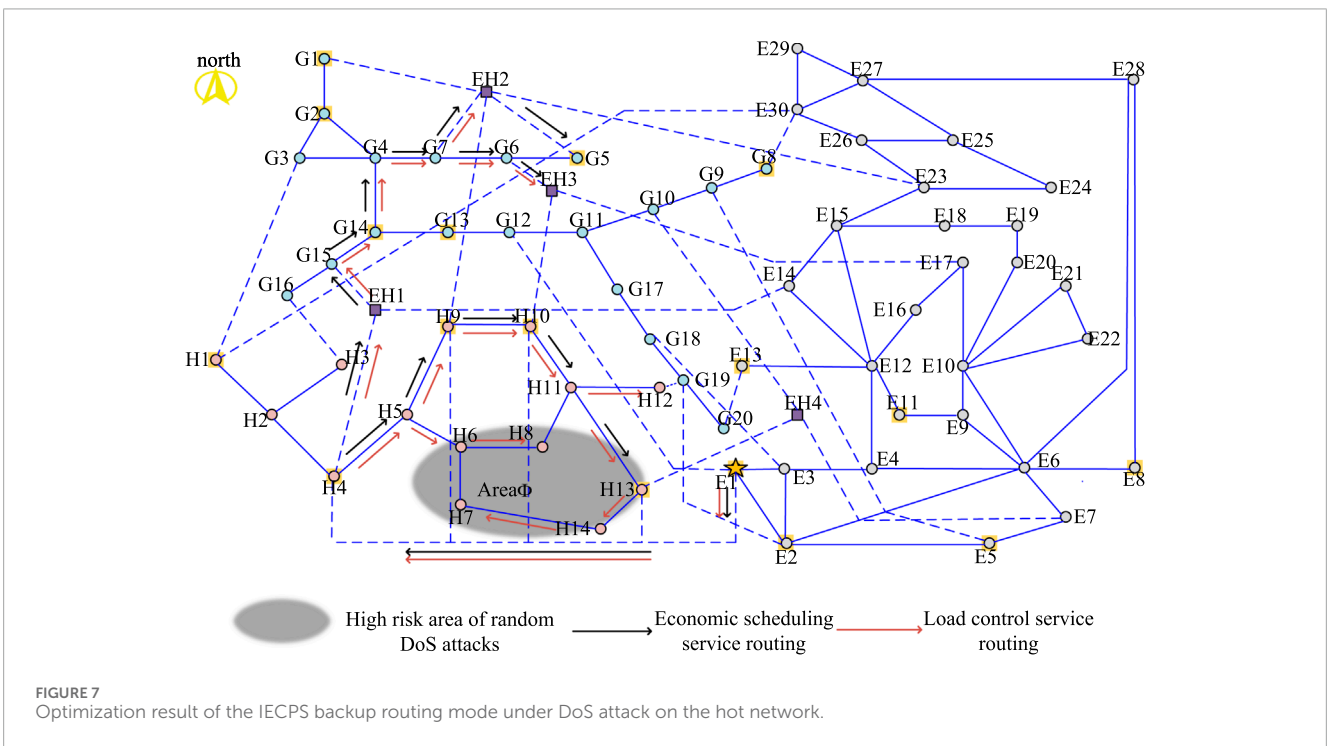 north
G1
G2
G3
G4
G7
G6
G5
EH2
EH3
G8
G9
G10
G11
G12
G13
G14
G15
G16
EH1
G17
G18
G19
G20
H1
H2
H3
H4
H5
H6
H7
H8
H9
H10
H11
H12
H13
H14
AreaΦ
E29
E27
E28
E30
E26
E25
E23
E24
E15
E18
E19
E14
E17
E20
E21
E16
E22
E13
E12
E10
EH4
E11
E9
E1
E3
E4
E6
E8
E7
E2
E5
High risk area of random
DoS attacks
Economic scheduling
service routing
Load control service
routing
FIGURE 7
Optimization result of the IECPS backup routing mode under DoS attack on the hot network.